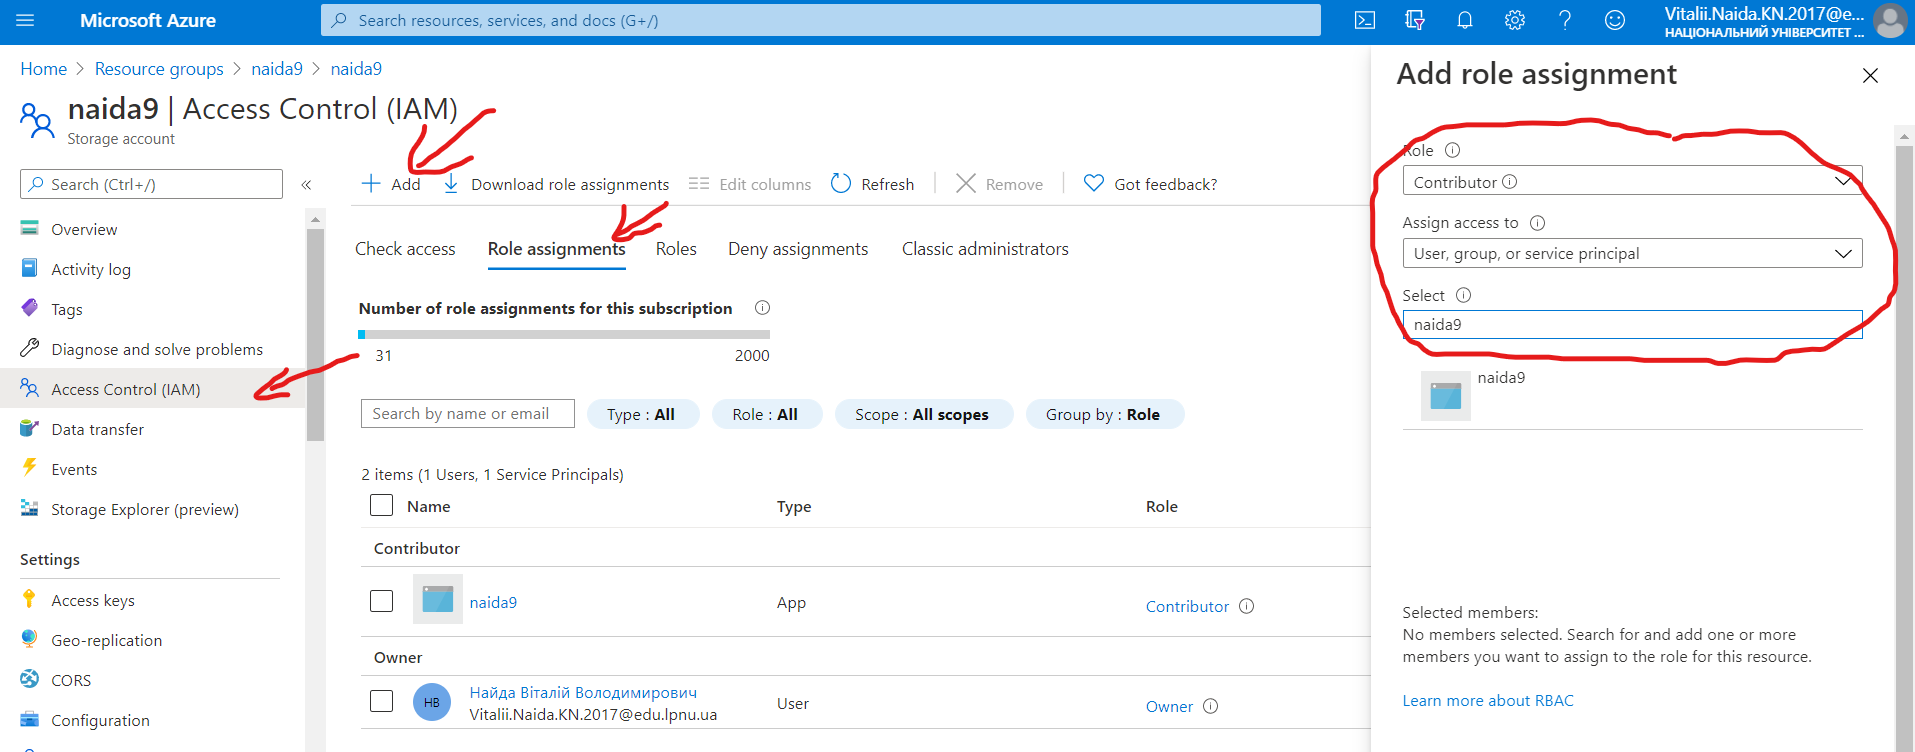 Microsoft Azure
Search resources, services, and docs (G+/)
Vitalii.Naida.KN.2017@e...
НАЦІОНАЛЬНИЙ УНІВЕРСИТЕТ ...
Home > Resource groups > naida9 > naida9
naida9 | Access Control (IAM)
Storage account
Search (Ctrl+/)
«
Overview
Activity log
Tags
Diagnose and solve problems
Access Control (IAM)
Data transfer
Events
Storage Explorer (preview)
Settings
Access keys
Geo-replication
CORS
Configuration
Add
Download role assignments
Edit columns
Refresh
Remove
Got feedback?
Check access
Role assignments
Roles
Deny assignments
Classic administrators
Number of role assignments for this subscription
31
2000
Search by name or email
Type : All
Role : All
Scope : All scopes
Group by : Role
2 items (1 Users, 1 Service Principals)
Name
Type
Role
Contributor
naida9
App
Contributor
Owner
НВ
Найда Віталій Володимирович
Vitalii.Naida.KN.2017@edu.lpnu.ua
User
Owner
Add role assignment
Role
Contributor
Assign access to
User, group, or service principal
Select
naida9
naida9
Selected members:
No members selected. Search for and add one or more
members you want to assign to the role for this resource.
Learn more about RBAC